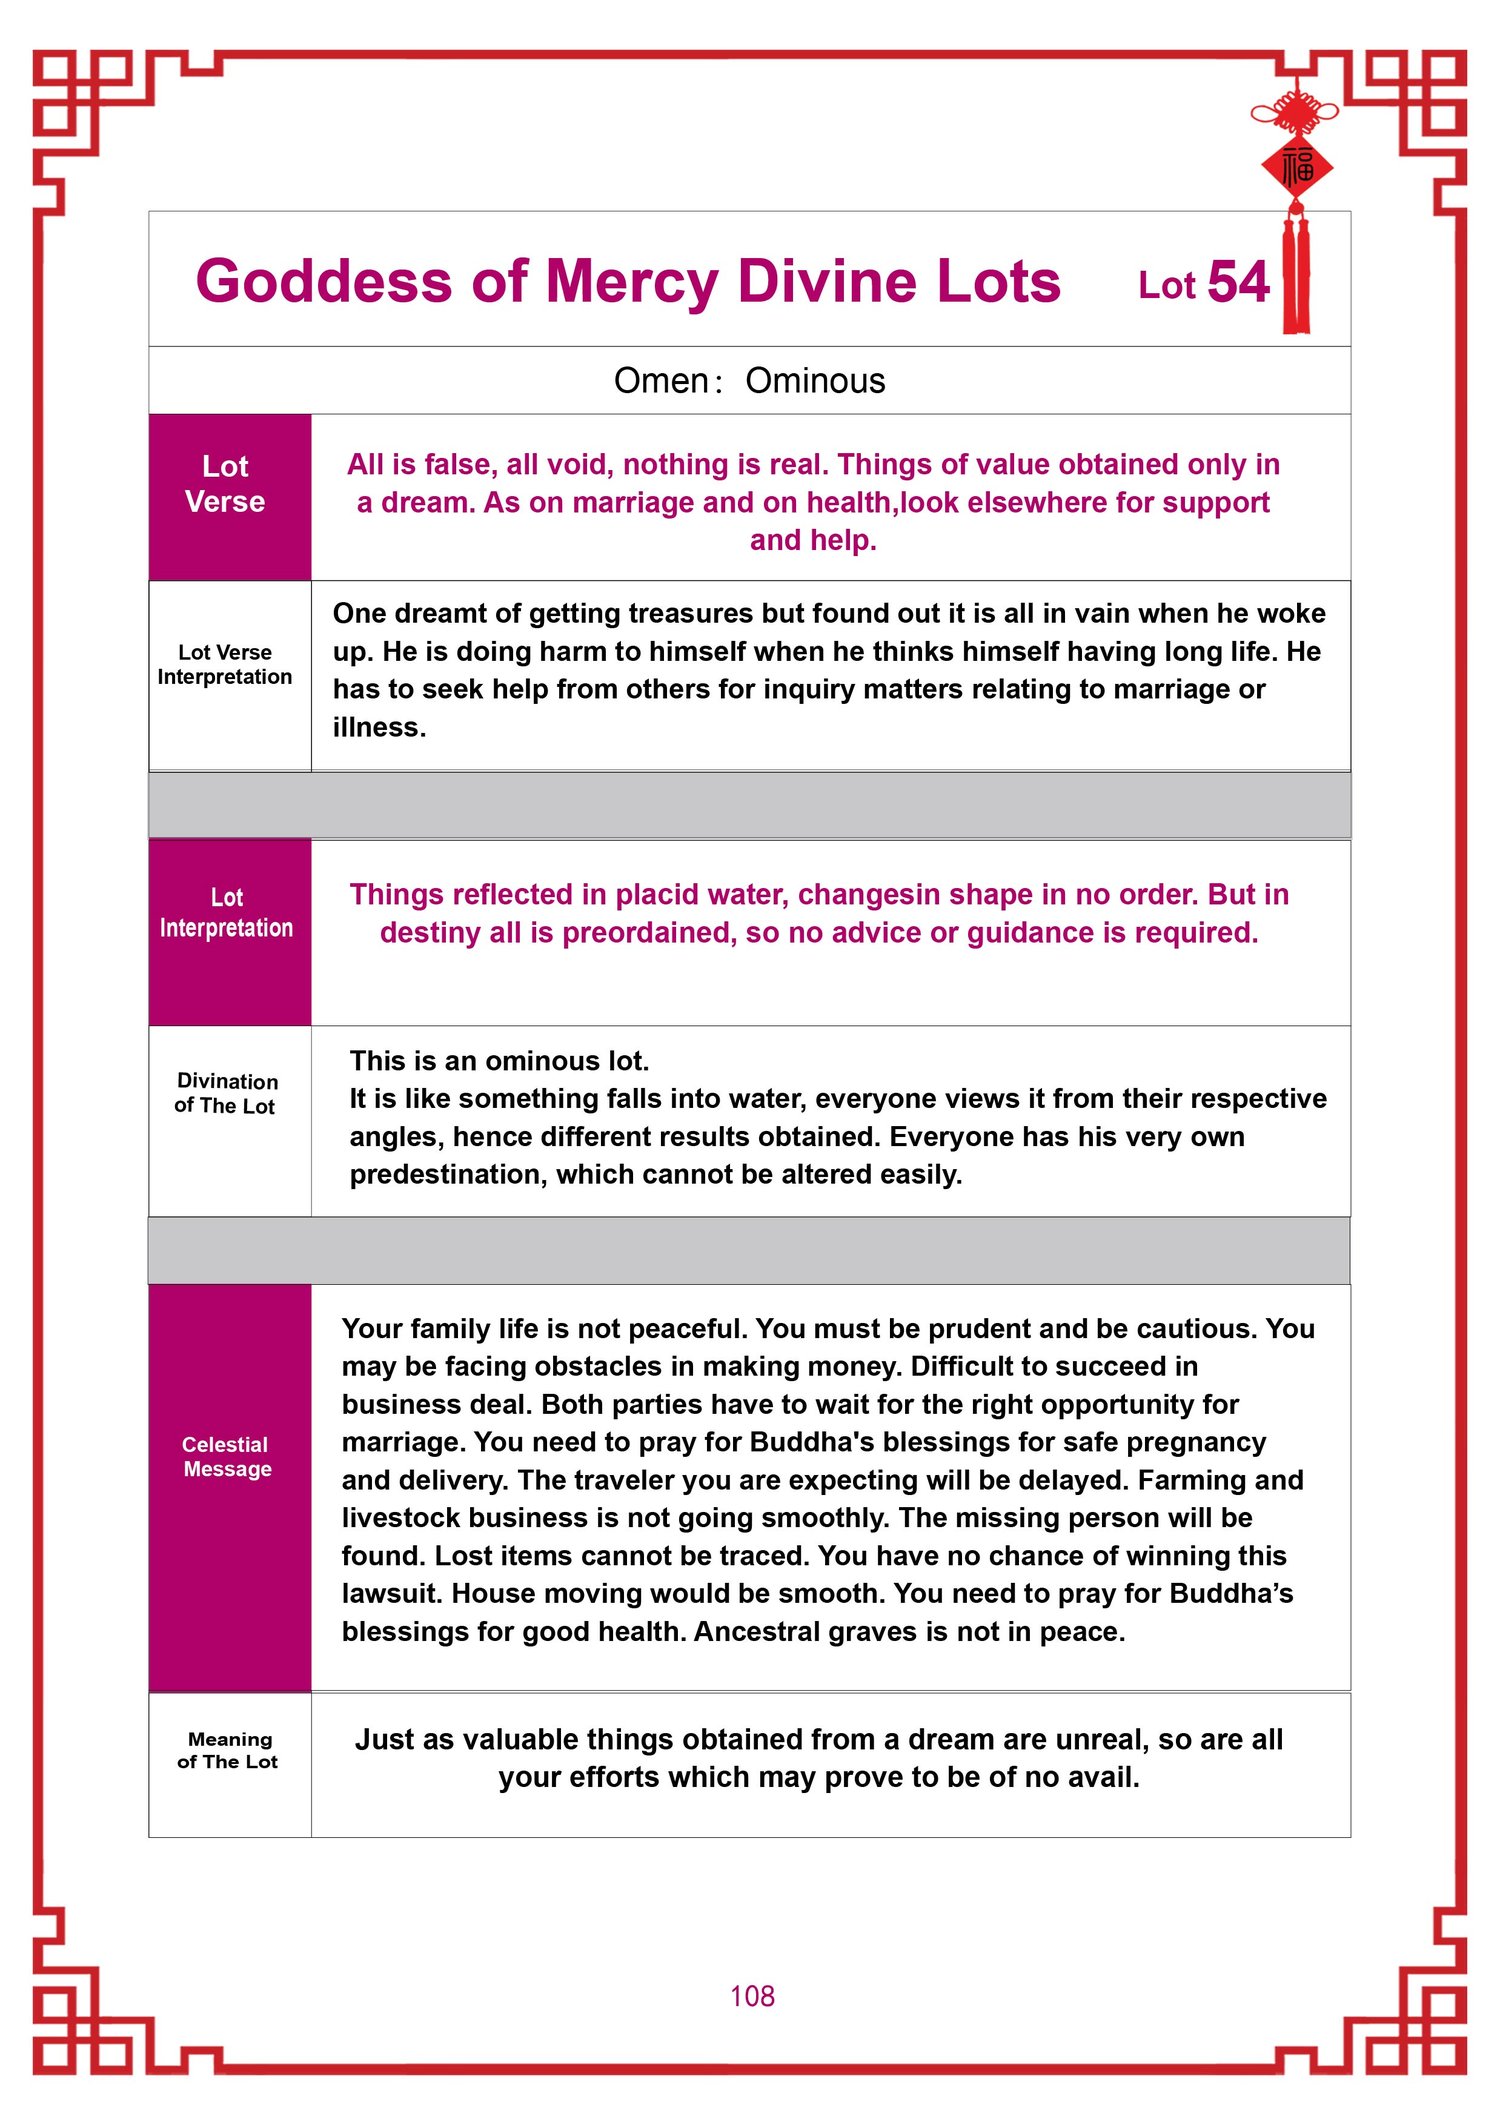 福
Goddess of Mercy Divine Lots Lot 54
Omen： Ominous
Lot
Verse
All is false, all void, nothing is real. Things of value obtained only in
a dream. As on marriage and on health,look elsewhere for support
and help.
Lot Verse
Interpretation
One dreamt of getting treasures but found out it is all in vain when he woke
up. He is doing harm to himself when he thinks himself having long life. He
has to seek help from others for inquiry matters relating to marriage or
illness.
Lot
Interpretation
Things reflected in placid water, changesin shape in no order. But in
destiny all is preordained, so no advice or guidance is required.
Divination
of The Lot
This is an ominous lot.
It is like something falls into water, everyone views it from their respective
angles, hence different results obtained. Everyone has his very own
predestination, which cannot be altered easily.
Celestial
Message
Your family life is not peaceful. You must be prudent and be cautious. You
may be facing obstacles in making money. Difficult to succeed in
business deal. Both parties have to wait for the right opportunity for
marriage. You need to pray for Buddha's blessings for safe pregnancy
and delivery. The traveler you are expecting will be delayed. Farming and
livestock business is not going smoothly. The missing person will be
found. Lost items cannot be traced. You have no chance of winning this
lawsuit. House moving would be smooth. You need to pray for Buddha’s
blessings for good health. Ancestral graves is not in peace.
Meaning
of The Lot
Just as valuable things obtained from a dream are unreal, so are all
your efforts which may prove to be of no avail.
108